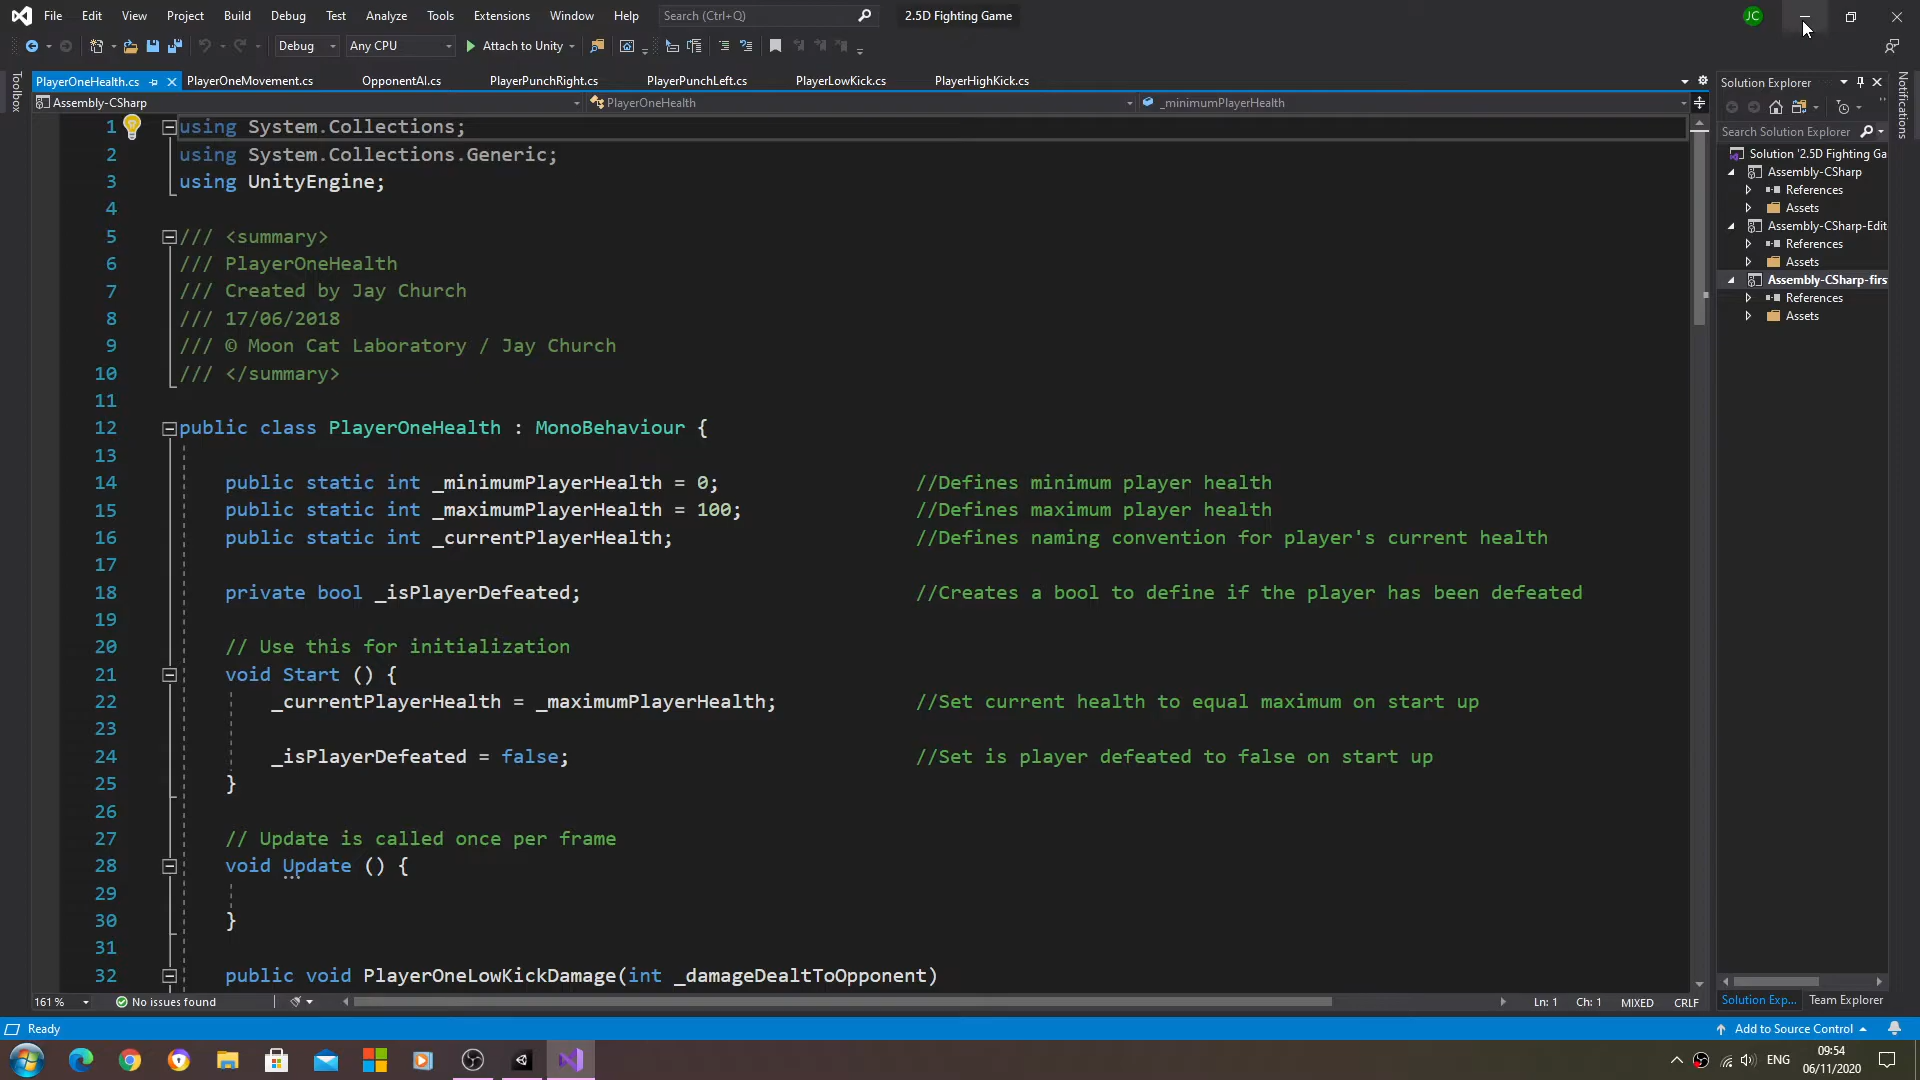 File Edit View Project Build Debug Test Analyze Tools Extensions Window Help Search (Ctrl+Q) 2.5D Fighting Game JC
Debug Any CPU Attach to Unity
Toolbox
PlayerOneHealth.cs PlayerOneMovement.cs OpponentAI.cs PlayerPunchRight.cs PlayerPunchLeft.cs PlayerLowKick.cs PlayerHighKick.cs
Assembly-CSharp PlayerOneHealth _minimumPlayerHealth
1 using System.Collections;
2 using System.Collections.Generic;
3 using UnityEngine;
4
5 /// <summary>
6 /// PlayerOneHealth
7 /// Created by Jay Church
8 /// 17/06/2018
9 /// © Moon Cat Laboratory / Jay Church
10 /// </summary>
11
12 public class PlayerOneHealth : MonoBehaviour {
13
14 public static int _minimumPlayerHealth = 0; //Defines minimum player health
15 public static int _maximumPlayerHealth = 100; //Defines maximum player health
16 public static int _currentPlayerHealth; //Defines naming convention for player's current health
17
18 private bool _isPlayerDefeated; //Creates a bool to define if the player has been defeated
19
20 // Use this for initialization
21 void Start () {
22 _currentPlayerHealth = _maximumPlayerHealth; //Set current health to equal maximum on start up
23
24 _isPlayerDefeated = false; //Set is player defeated to false on start up
25 }
26
27 // Update is called once per frame
28 void Update () {
29
30 }
31
32 public void PlayerOneLowKickDamage(int _damageDealtToOpponent)
161 % No issues found Ln: 1 Ch: 1 MIXED CRLF
Solution Explorer
Search Solution Explorer
Solution '2.5D Fighting Ga
Assembly-CSharp
References
Assets
Assembly-CSharp-Edit
References
Assets
Assembly-CSharp-firs
References
Assets
Solution Exp... Team Explorer
Notifications
Ready Add to Source Control
ENG 09:54
06/11/2020